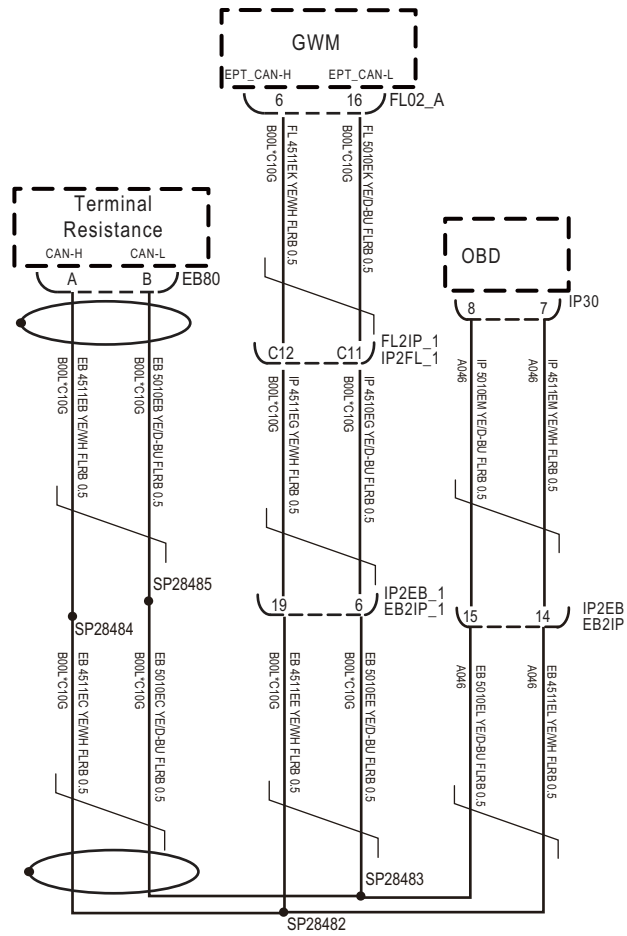 GWM
EPT_CAN-H
EPT_CAN-L
6
16
FL02_A
FL 4511EK YE/WH FLRB 0.5
B00L*C10G
FL 5010EK YE/D-BU FLRB 0.5
B00L*C10G
Terminal
Resistance
CAN-H
CAN-L
A
B
EB80
OBD
8
7
IP30
EB 4511EB YE/WH FLRB 0.5
B00L*C10G
EB 5010EB YE/D-BU FLRB 0.5
B00L*C10G
C12
C11
FL2IP_1
IP2FL_1
IP 4511EG YE/WH FLRB 0.5
B00L*C10G
IP 4510EG YE/D-BU FLRB 0.5
B00L*C10G
IP 5010EM YE/D-BU FLRB 0.5
A046
IP 4511EM YE/WH FLRB 0.5
A046
SP28485
SP28484
19
6
IP2EB_1
EB2IP_1
15
14
IP2EB
EB2IP
EB 4511EC YE/WH FLRB 0.5
B00L*C10G
EB 5010EC YE/D-BU FLRB 0.5
B00L*C10G
EB 4511EE YE/WH FLRB 0.5
B00L*C10G
EB 5010EE YE/D-BU FLRB 0.5
B00L*C10G
EB 5010EL YE/D-BU FLRB 0.5
A046
EB 4511EL YE/WH FLRB 0.5
A046
SP28483
SP28482